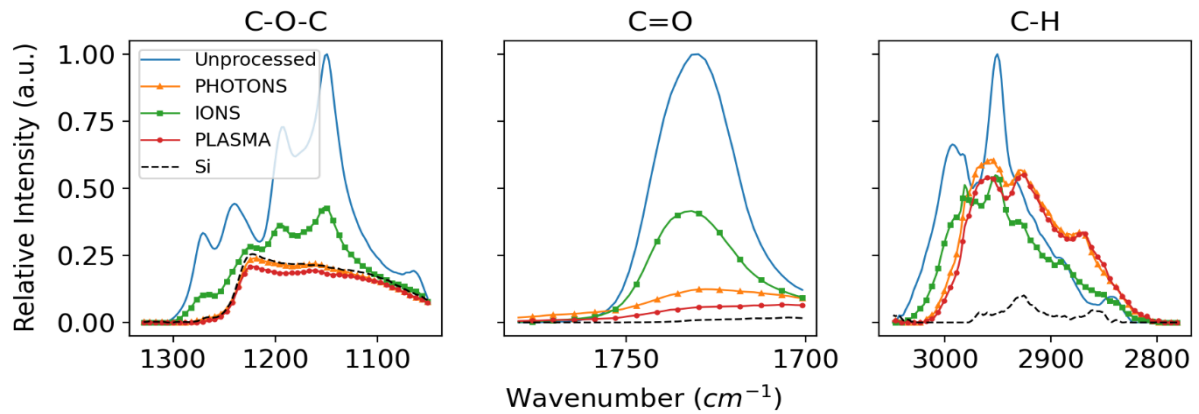 C-O-C
C=O
C-H
Relative Intensity (a.u.)
1.00
0.75
0.50
0.25
0.00
Unprocessed
PHOTONS
IONS
PLASMA
Si
1300 1200 1100
1750 1700
3000 2900 2800
Wavenumber (cm⁻¹)